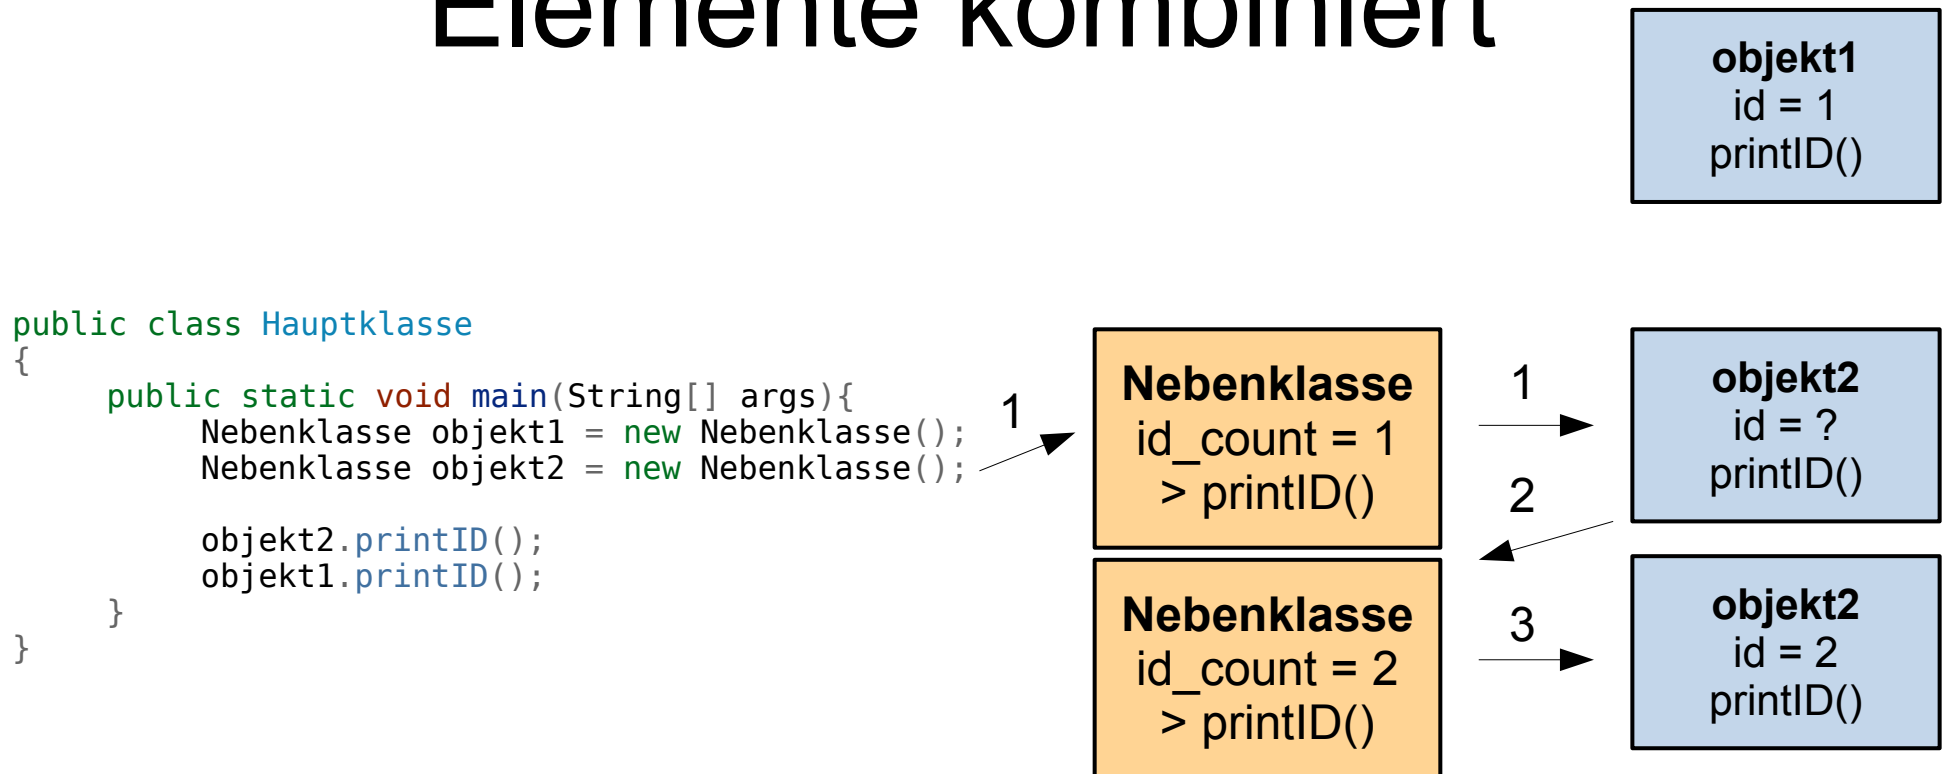 Elemente kombiniert
objekt1
id = 1
printID()
public class Hauptklasse
{
public static void main(String[] args){
Nebenklasse objekt1 = new Nebenklasse();
Nebenklasse objekt2 = new Nebenklasse();
objekt2.printID();
objekt1.printID();
}
}
1
Nebenklasse
id_count = 1
> printID()
1
2
objekt2
id = ?
printID()
Nebenklasse
id_count = 2
> printID()
3
objekt2
id = 2
printID()